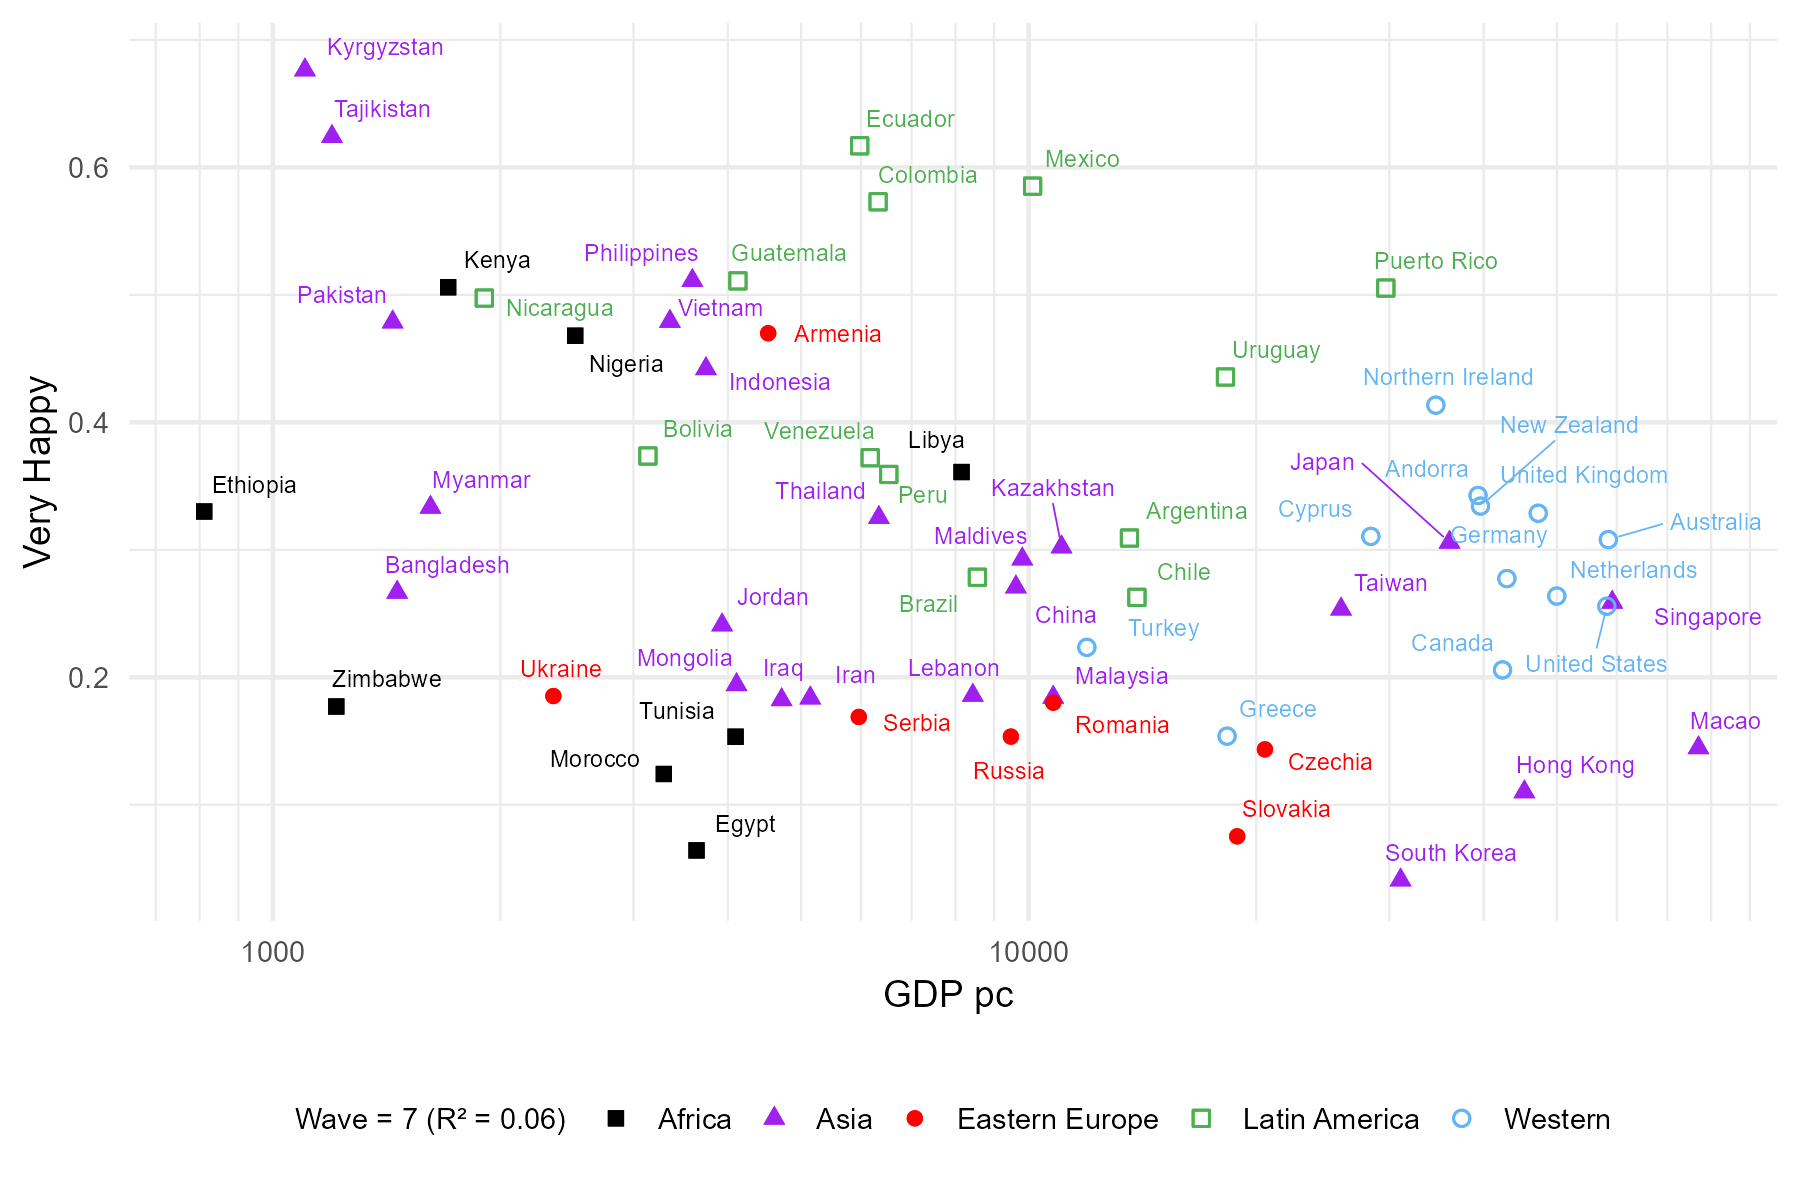 Kyrgyzstan
Tajikistan
Ecuador
Mexico
Colombia
0.6
Philippines
Guatemala
Kenya
Puerto Rico
Pakistan
Nicaragua
Vietnam
Armenia
Nigeria
Uruguay
Indonesia
Northern Ireland
0.4
Bolivia
Venezuela
Libya
New Zealand
Japan
Andorra
United Kingdom
Ethiopia
Myanmar
Thailand
Peru
Kazakhstan
Argentina
Cyprus
Australia
Maldives
Germany
Bangladesh
Chile
Netherlands
Taiwan
Jordan
Brazil
China
Singapore
Turkey
Canada
Mongolia
Iraq
Iran
Lebanon
Malaysia
United States
Ukraine
Zimbabwe
0.2
Tunisia
Serbia
Romania
Greece
Macao
Morocco
Russia
Czechia
Hong Kong
Slovakia
Egypt
South Korea
Very Happy
1000
10000
GDP pc
Wave = 7 (R² = 0.06)
Africa
Asia
Eastern Europe
Latin America
Western